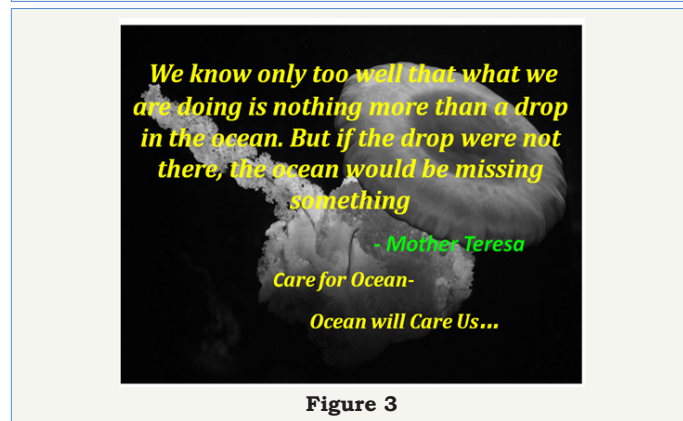 We know only too well that what we
are doing is nothing more than a drop
in the ocean. But if the drop were not
there, the ocean would be missing
something
- Mother Teresa
Care for Ocean-
Ocean will Care Us...
Figure 3